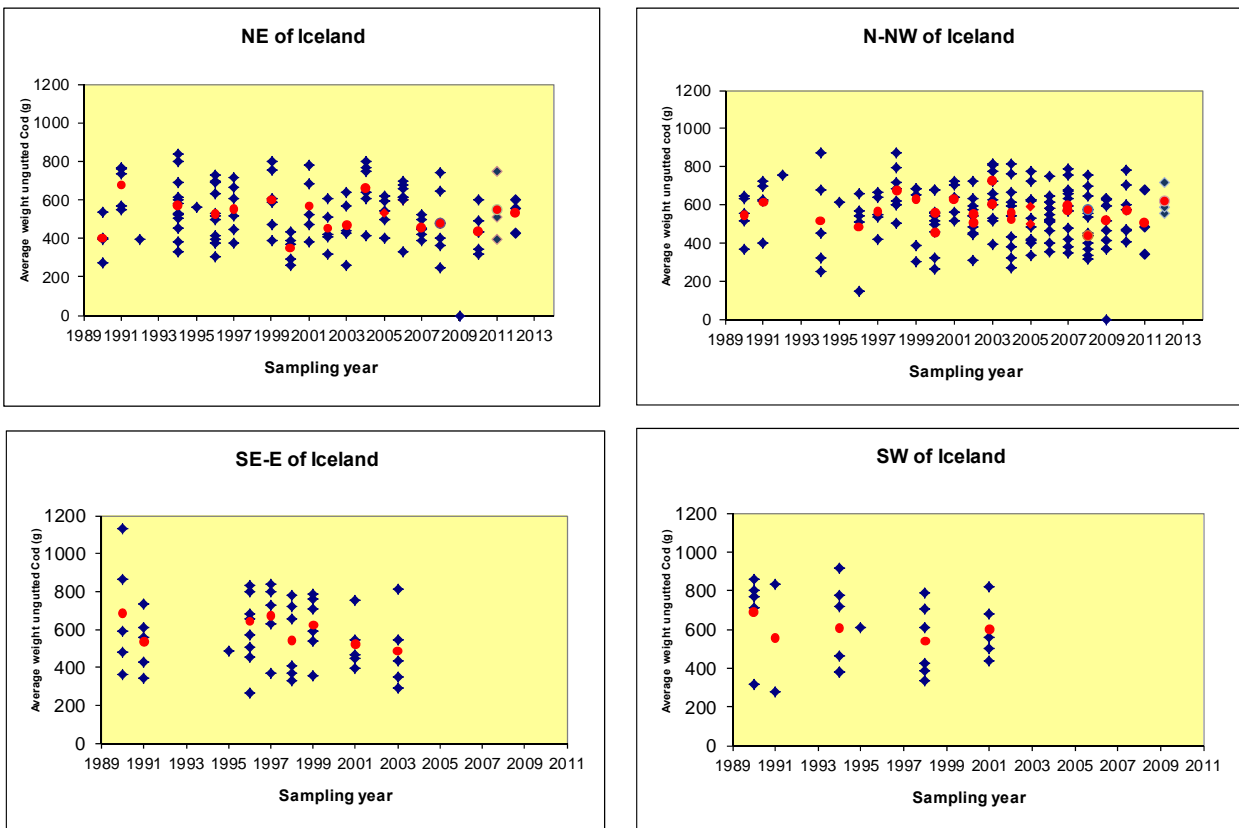 NE of Iceland
Average weight ungutted Cod (g)
1200
1000
800
600
400
200
0
1989 1991 1993 1995 1997 1999 2001 2003 2005 2007 2009 2011 2013
Sampling year
N-NW of Iceland
Average weight ungutted cod (g)
1200
1000
800
600
400
200
0
1989 1991 1993 1995 1997 1999 2001 2003 2005 2007 2009 2011 2013
Sampling year
SE-E of Iceland
Average weight ungutted Cod (g)
1200
1000
800
600
400
200
0
1989 1991 1993 1995 1997 1999 2001 2003 2005 2007 2009 2011
Sampling year
SW of Iceland
Average weight ungutted Cod (g)
1200
1000
800
600
400
200
0
1989 1991 1993 1995 1997 1999 2001 2003 2005 2007 2009 2011
Sampling year